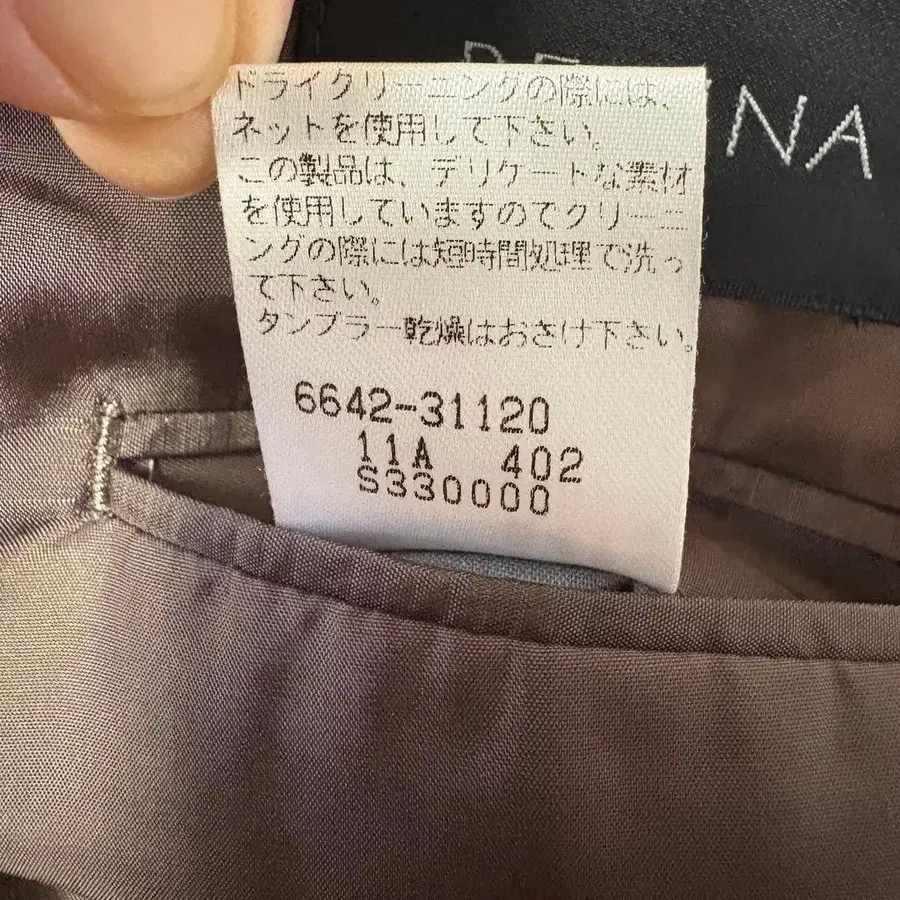 ドライクリーニングの際には、
ネットを使用して下さい。
この製品は、デリケートな素材
を使用していますのでクリーニ
ングの際には短時間処理で洗っ
て下さい。
タンブラー乾燥はおさけ下さい。
6642-31120
11A 402
S330000
NA